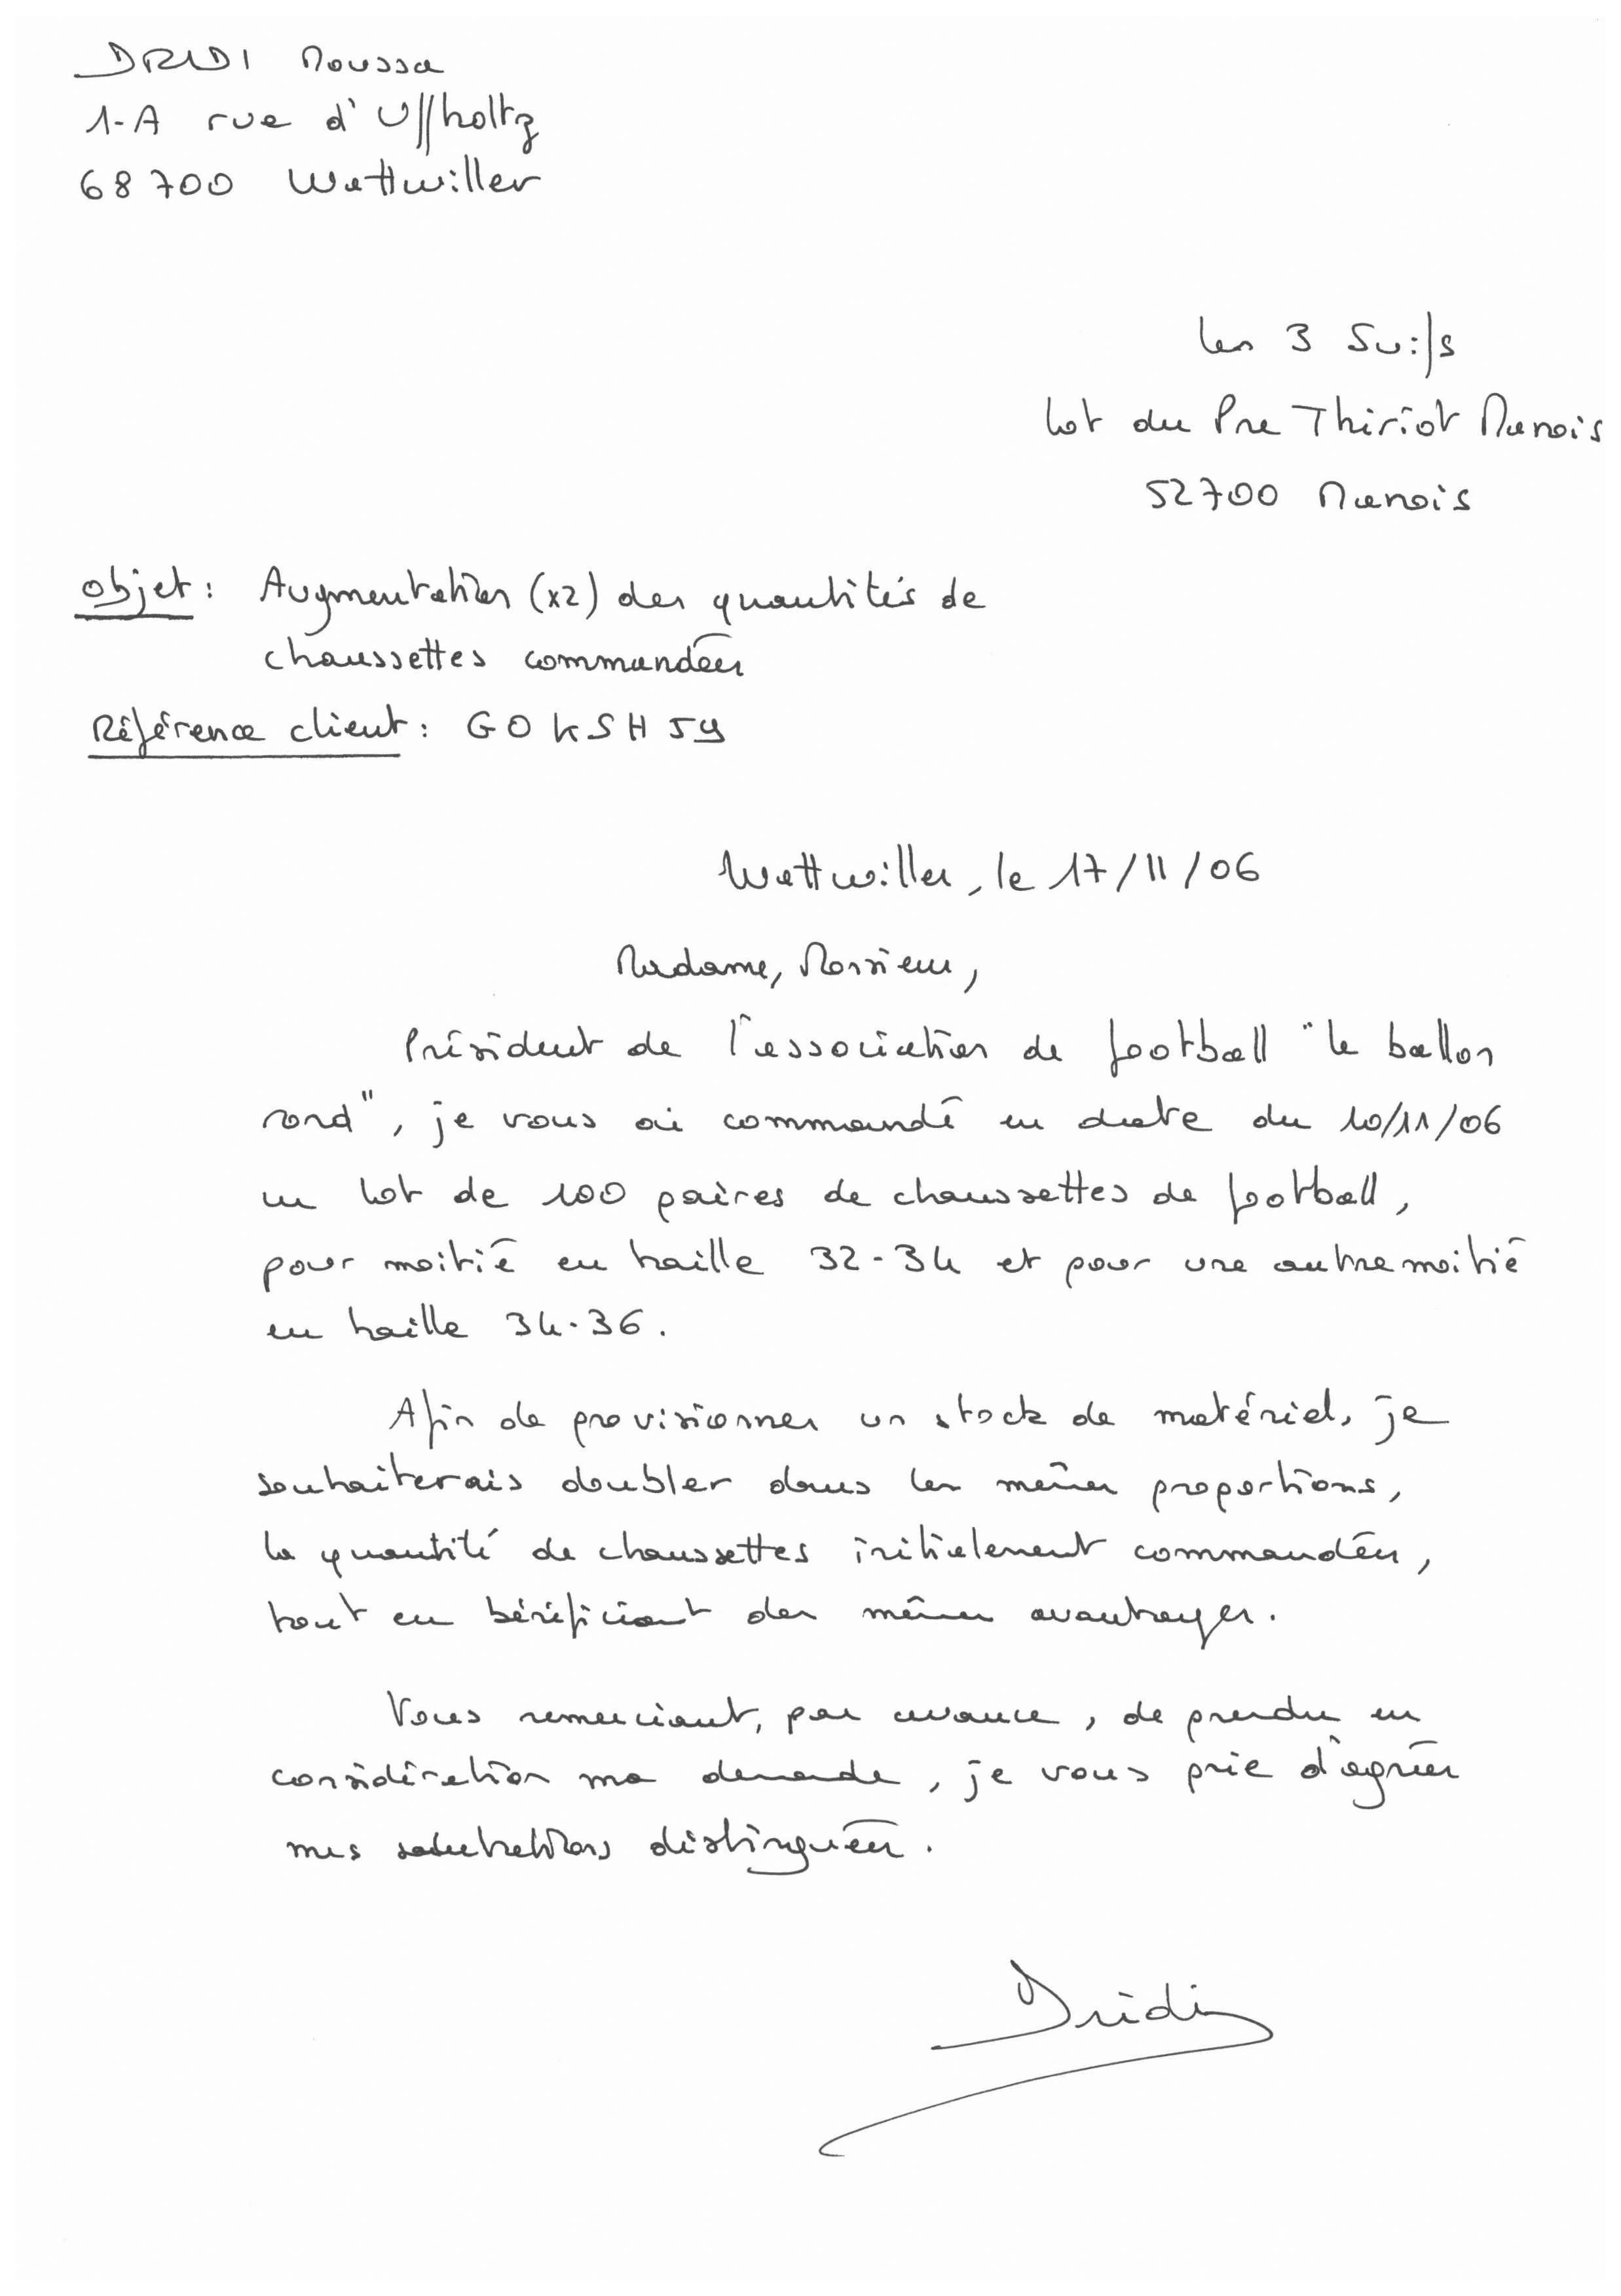 DRIDI Moussa
1-A rue d'Uffholtz
68700 Wattwiller
Les 3 Suifs
Lot du Pre Thiriot Manois
52700 Manois
Objet : Augmentation (x2) des quantités de
chaussettes commandées
Référence client : GOKSH59
Wattwiller, le 17/11/06
Madame, Monsieur,
Président de l'association de football "le ballon
rond", je vous ai commandé en date du 10/11/06
un lot de 100 paires de chaussettes de football,
pour moitié en taille 32-34 et pour une autre moitié
en taille 34-36.
Afin de provisionner un stock de matériel, je
souhaiterais doubler dans les mêmes proportions,
la quantité de chaussettes initialement commandées,
tout en bénéficiant des mêmes avantages.
Vous remerciant, par avance, de prendre en
considération ma demande, je vous prie d'agréer
mes salutations distinguées.
Dridi